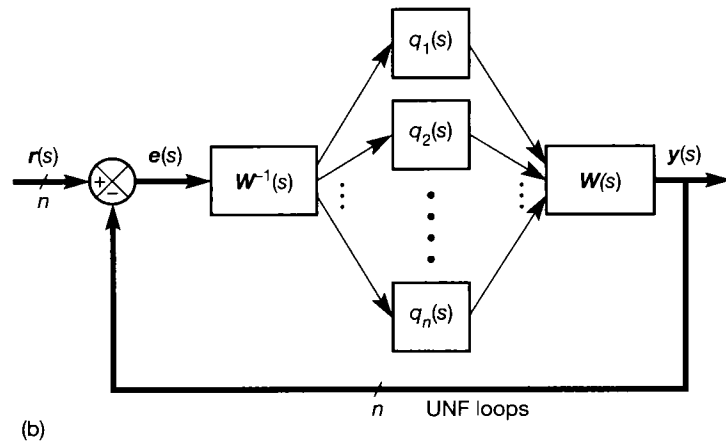 q₁(s)
r(s)
e(s)
q₂(s)
y(s)
+
−
n
W⁻¹(s)
W(s)
qₙ(s)
n
UNF loops
(b)